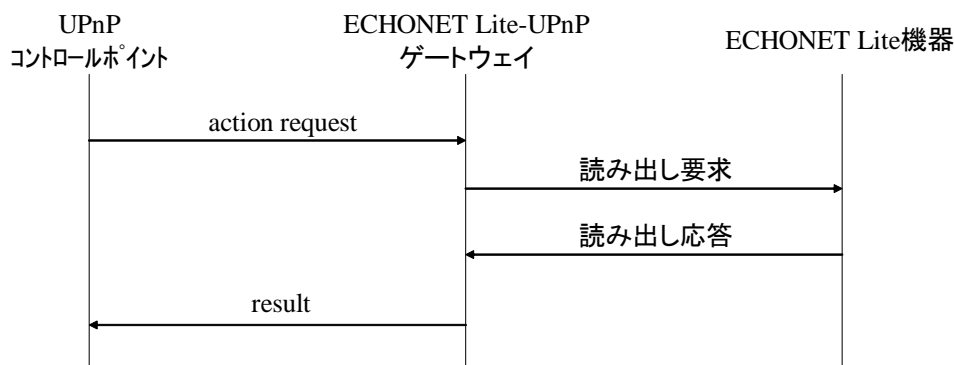 UPnP
コントロールポイント
ECHONET Lite-UPnP
ゲートウェイ
ECHONET Lite機器
action request
読み出し要求
読み出し応答
result